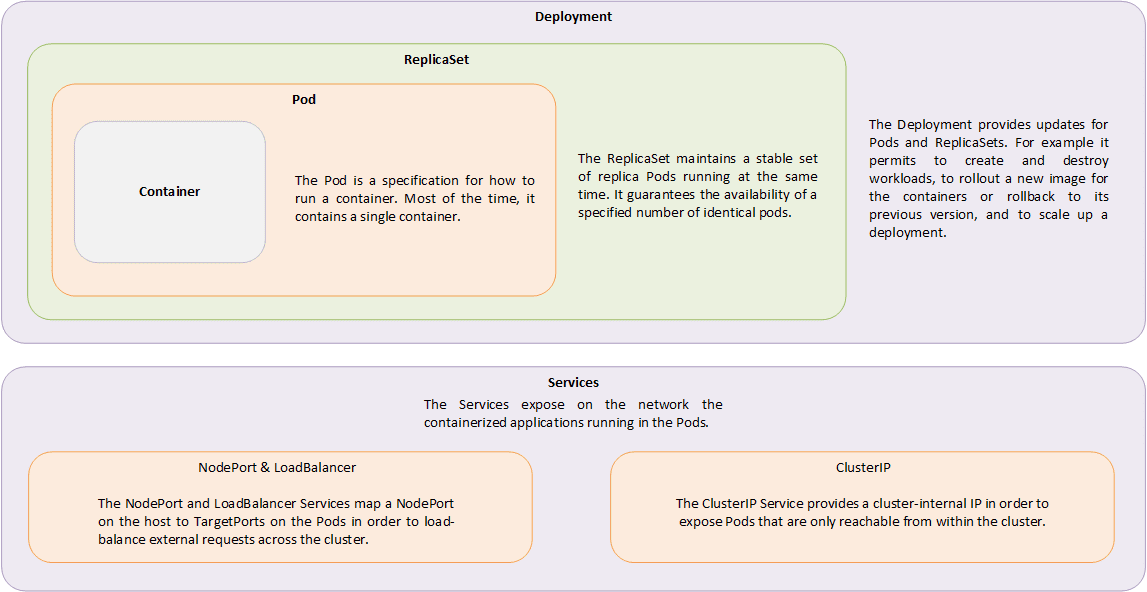 Deployment
ReplicaSet
Pod
Container
The Pod is a specification for how to
run a container. Most of the time, it
contains a single container.
The ReplicaSet maintains a stable set
of replica Pods running at the same
time. It guarantees the availability of a
specified number of identical pods.
The Deployment provides updates for
Pods and ReplicaSets. For example it
permits to create and destroy
workloads, to rollout a new image for
the containers or rollback to its
previous version, and to scale up a
deployment.
Services
The Services expose on the network the
containerized applications running in the Pods.
NodePort & LoadBalancer
The NodePort and LoadBalancer Services map a NodePort
on the host to TargetPorts on the Pods in order to load-
balance external requests across the cluster.
ClusterIP
The ClusterIP Service provides a cluster-internal IP in order to
expose Pods that are only reachable from within the cluster.